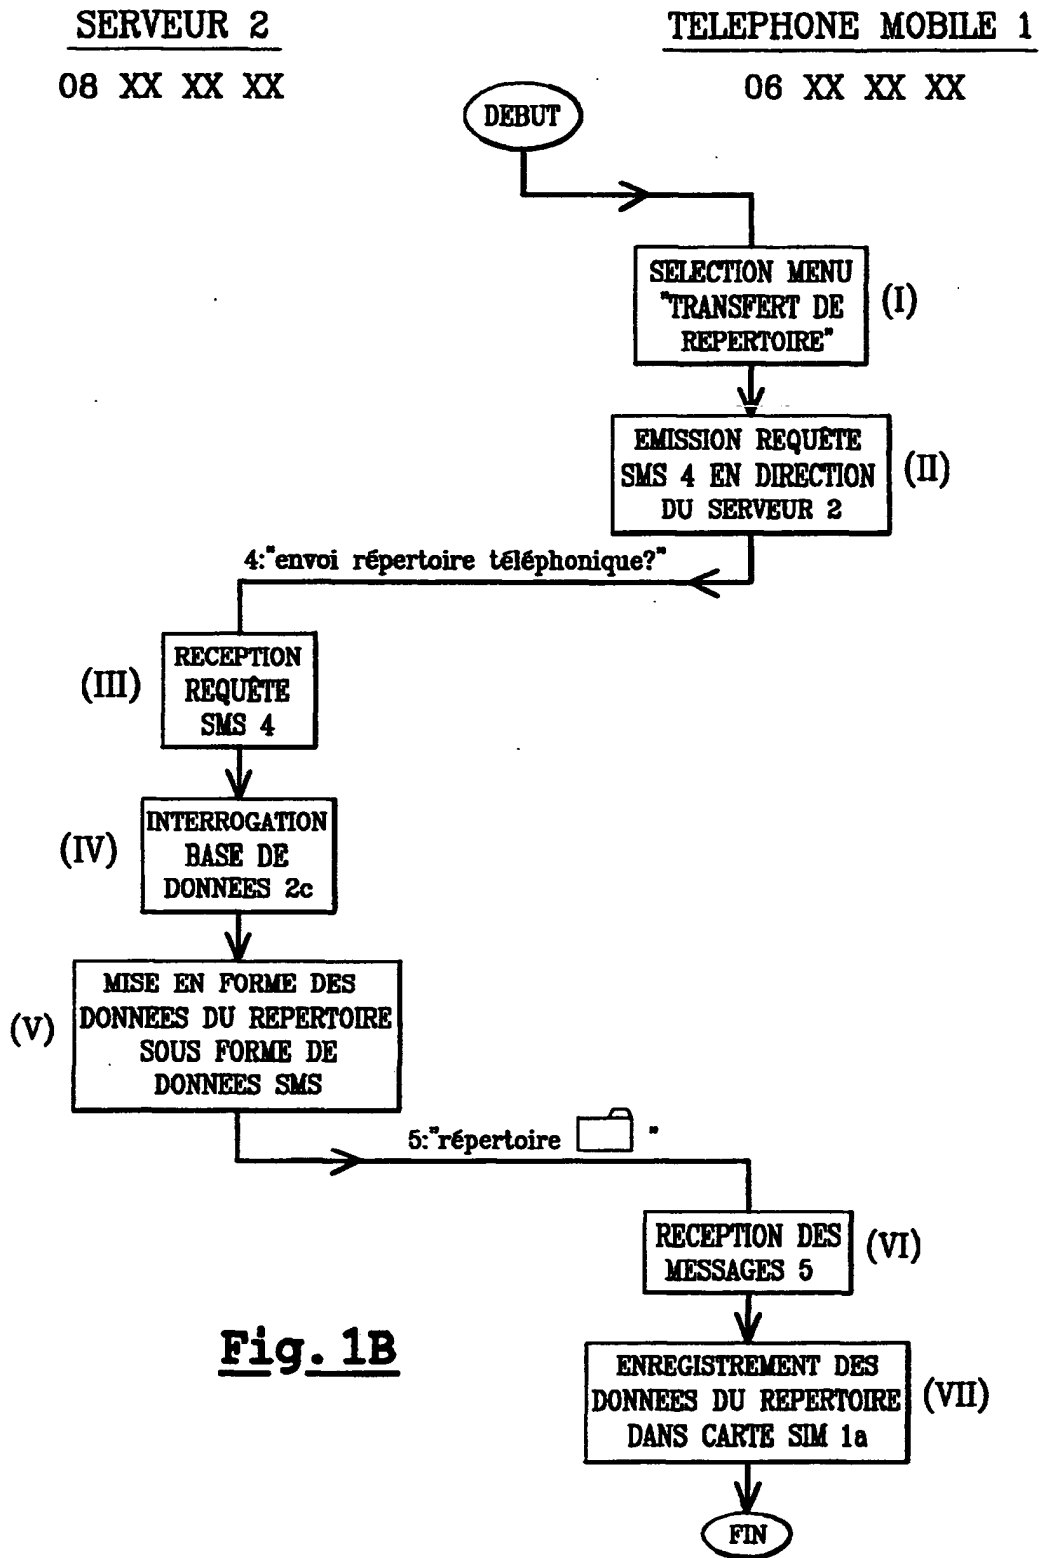 SERVEUR 2
08 XX XX XX
TELEPHONE MOBILE 1
06 XX XX XX
DEBUT
SELECTION MENU
"TRANSFERT DE
REPERTOIRE"
(I)
EMISSION REQUÊTE
SMS 4 EN DIRECTION
DU SERVEUR 2
(II)
4:"envoi répertoire téléphonique?"
(III)
RECEPTION
REQUÊTE
SMS 4
(IV)
INTERROGATION
BASE DE
DONNEES 2c
(V)
MISE EN FORME DES
DONNEES DU REPERTOIRE
SOUS FORME DE
DONNEES SMS
5:"répertoire "
RECEPTION DES
MESSAGES 5
(VI)
Fig. 1B
ENREGISTREMENT DES
DONNEES DU REPERTOIRE
DANS CARTE SIM 1a
(VII)
FIN